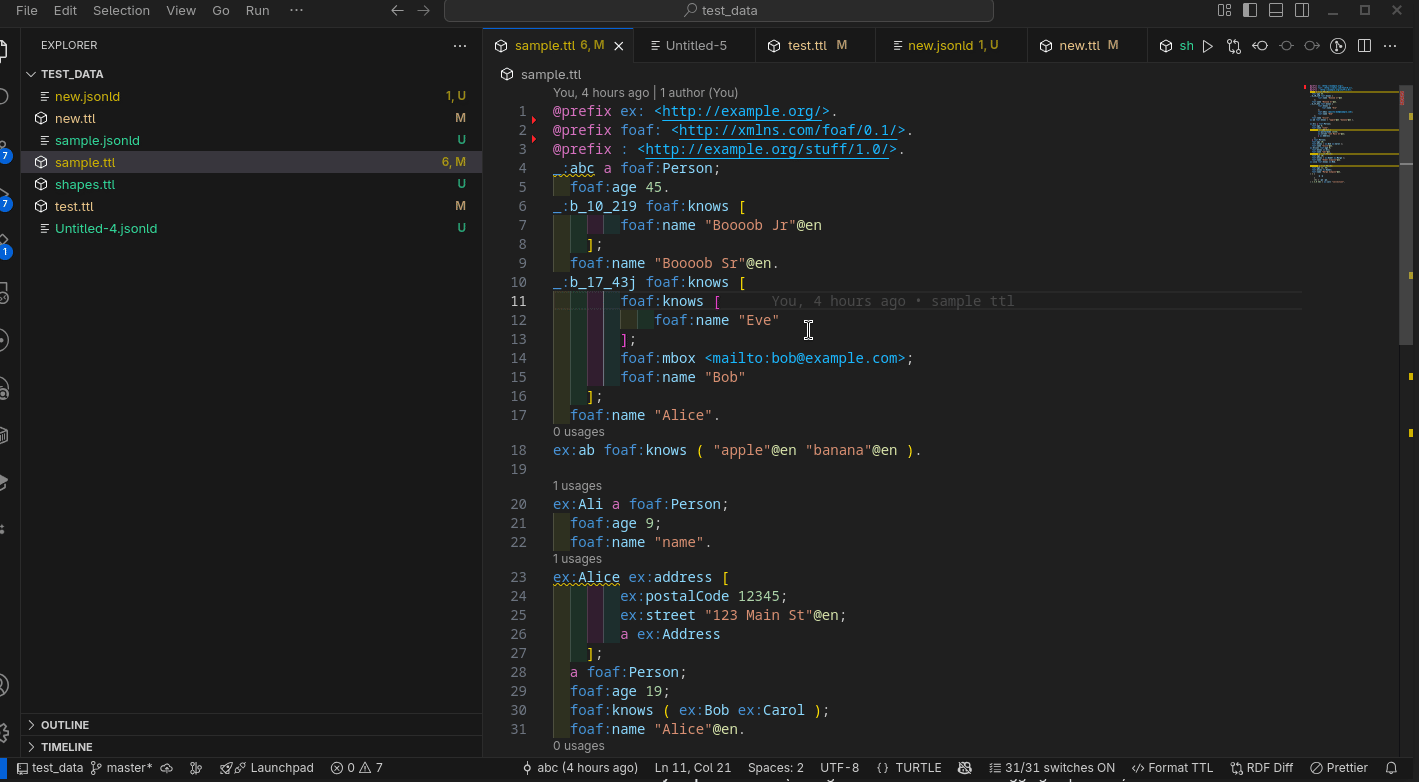 File Edit Selection View Go Run ···
test_data
EXPLORER
TEST_DATA
new.jsonld 1, U
new.ttl M
sample.jsonld U
sample.ttl 6, M
shapes.ttl U
test.ttl M
Untitled-4.jsonld U
OUTLINE
TIMELINE
7
7
1
sample.ttl 6, M
Untitled-5
test.ttl M
new.jsonld 1, U
new.ttl M
sh
sample.ttl
You, 4 hours ago | 1 author (You)
1 @prefix ex: <http://example.org/>.
2 @prefix foaf: <http://xmlns.com/foaf/0.1/>.
3 @prefix : <http://example.org/stuff/1.0/>.
4 _:abc a foaf:Person;
5 foaf:age 45.
6 _:b_10_219 foaf:knows [
7 foaf:name "Boooob Jr"@en
8 ];
9 foaf:name "Boooob Sr"@en.
10 _:b_17_43j foaf:knows [
11 foaf:knows [ You, 4 hours ago • sample ttl
12 foaf:name "Eve"
13 ];
14 foaf:mbox <mailto:bob@example.com>;
15 foaf:name "Bob"
16 ];
17 foaf:name "Alice".
0 usages
18 ex:ab foaf:knows ( "apple"@en "banana"@en ).
19
1 usages
20 ex:Ali a foaf:Person;
21 foaf:age 9;
22 foaf:name "name".
1 usages
23 ex:Alice ex:address [
24 ex:postalCode 12345;
25 ex:street "123 Main St"@en;
26 a ex:Address
27 ];
28 a foaf:Person;
29 foaf:age 19;
30 foaf:knows ( ex:Bob ex:Carol );
31 foaf:name "Alice"@en.
0 usages
test_data master* Launchpad 0 7 abc (4 hours ago) Ln 11, Col 21 Spaces: 2 UTF-8 {} TURTLE 31/31 switches ON </> Format TTL RDF Diff Prettier